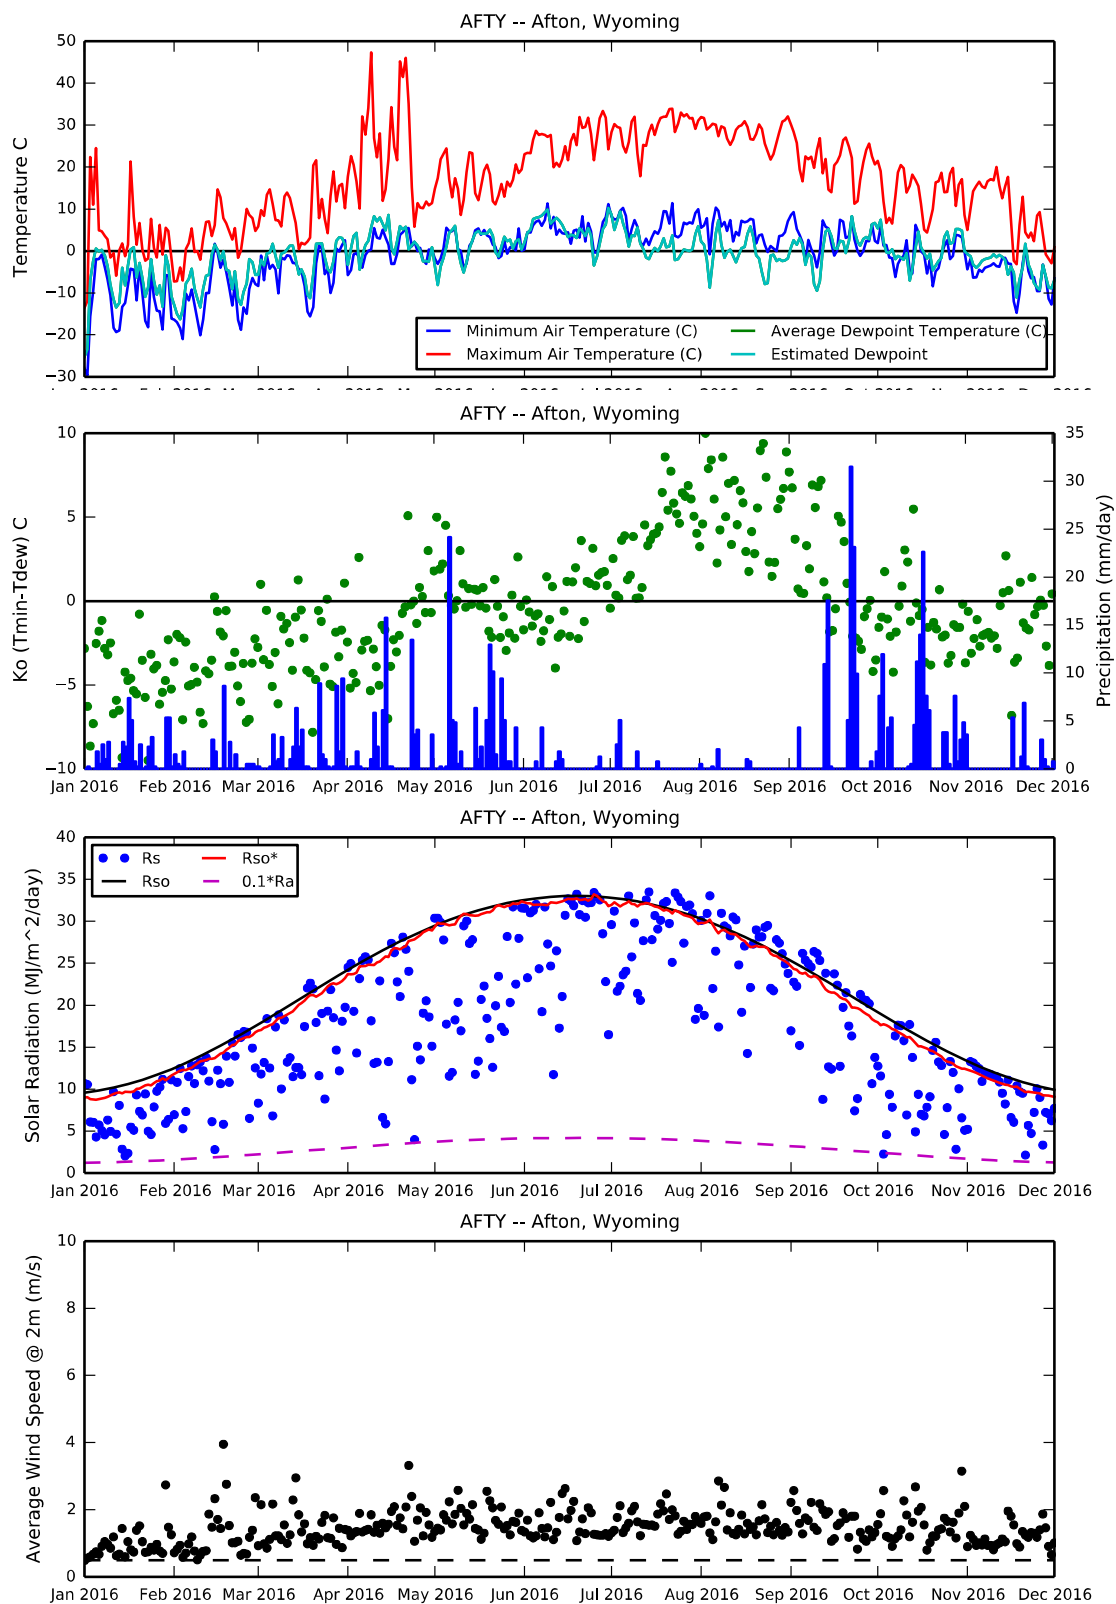 AFTY -- Afton, Wyoming
50
40
30
20
10
0
−10
−20
−30
Temperature C
Minimum Air Temperature (C)
Maximum Air Temperature (C)
Average Dewpoint Temperature (C)
Estimated Dewpoint
AFTY -- Afton, Wyoming
10
5
0
−5
−10
Ko (Tmin-Tdew) C
35
30
25
20
15
10
5
0
Precipitation (mm/day)
Jan 2016 Feb 2016 Mar 2016 Apr 2016 May 2016 Jun 2016 Jul 2016 Aug 2016 Sep 2016 Oct 2016 Nov 2016 Dec 2016
AFTY -- Afton, Wyoming
40
35
30
25
20
15
10
5
0
Solar Radiation (MJ/m^2/day)
Rs
Rso
Rso*
0.1*Ra
Jan 2016 Feb 2016 Mar 2016 Apr 2016 May 2016 Jun 2016 Jul 2016 Aug 2016 Sep 2016 Oct 2016 Nov 2016 Dec 2016
AFTY -- Afton, Wyoming
10
8
6
4
2
0
Average Wind Speed @ 2m (m/s)
Jan 2016 Feb 2016 Mar 2016 Apr 2016 May 2016 Jun 2016 Jul 2016 Aug 2016 Sep 2016 Oct 2016 Nov 2016 Dec 2016